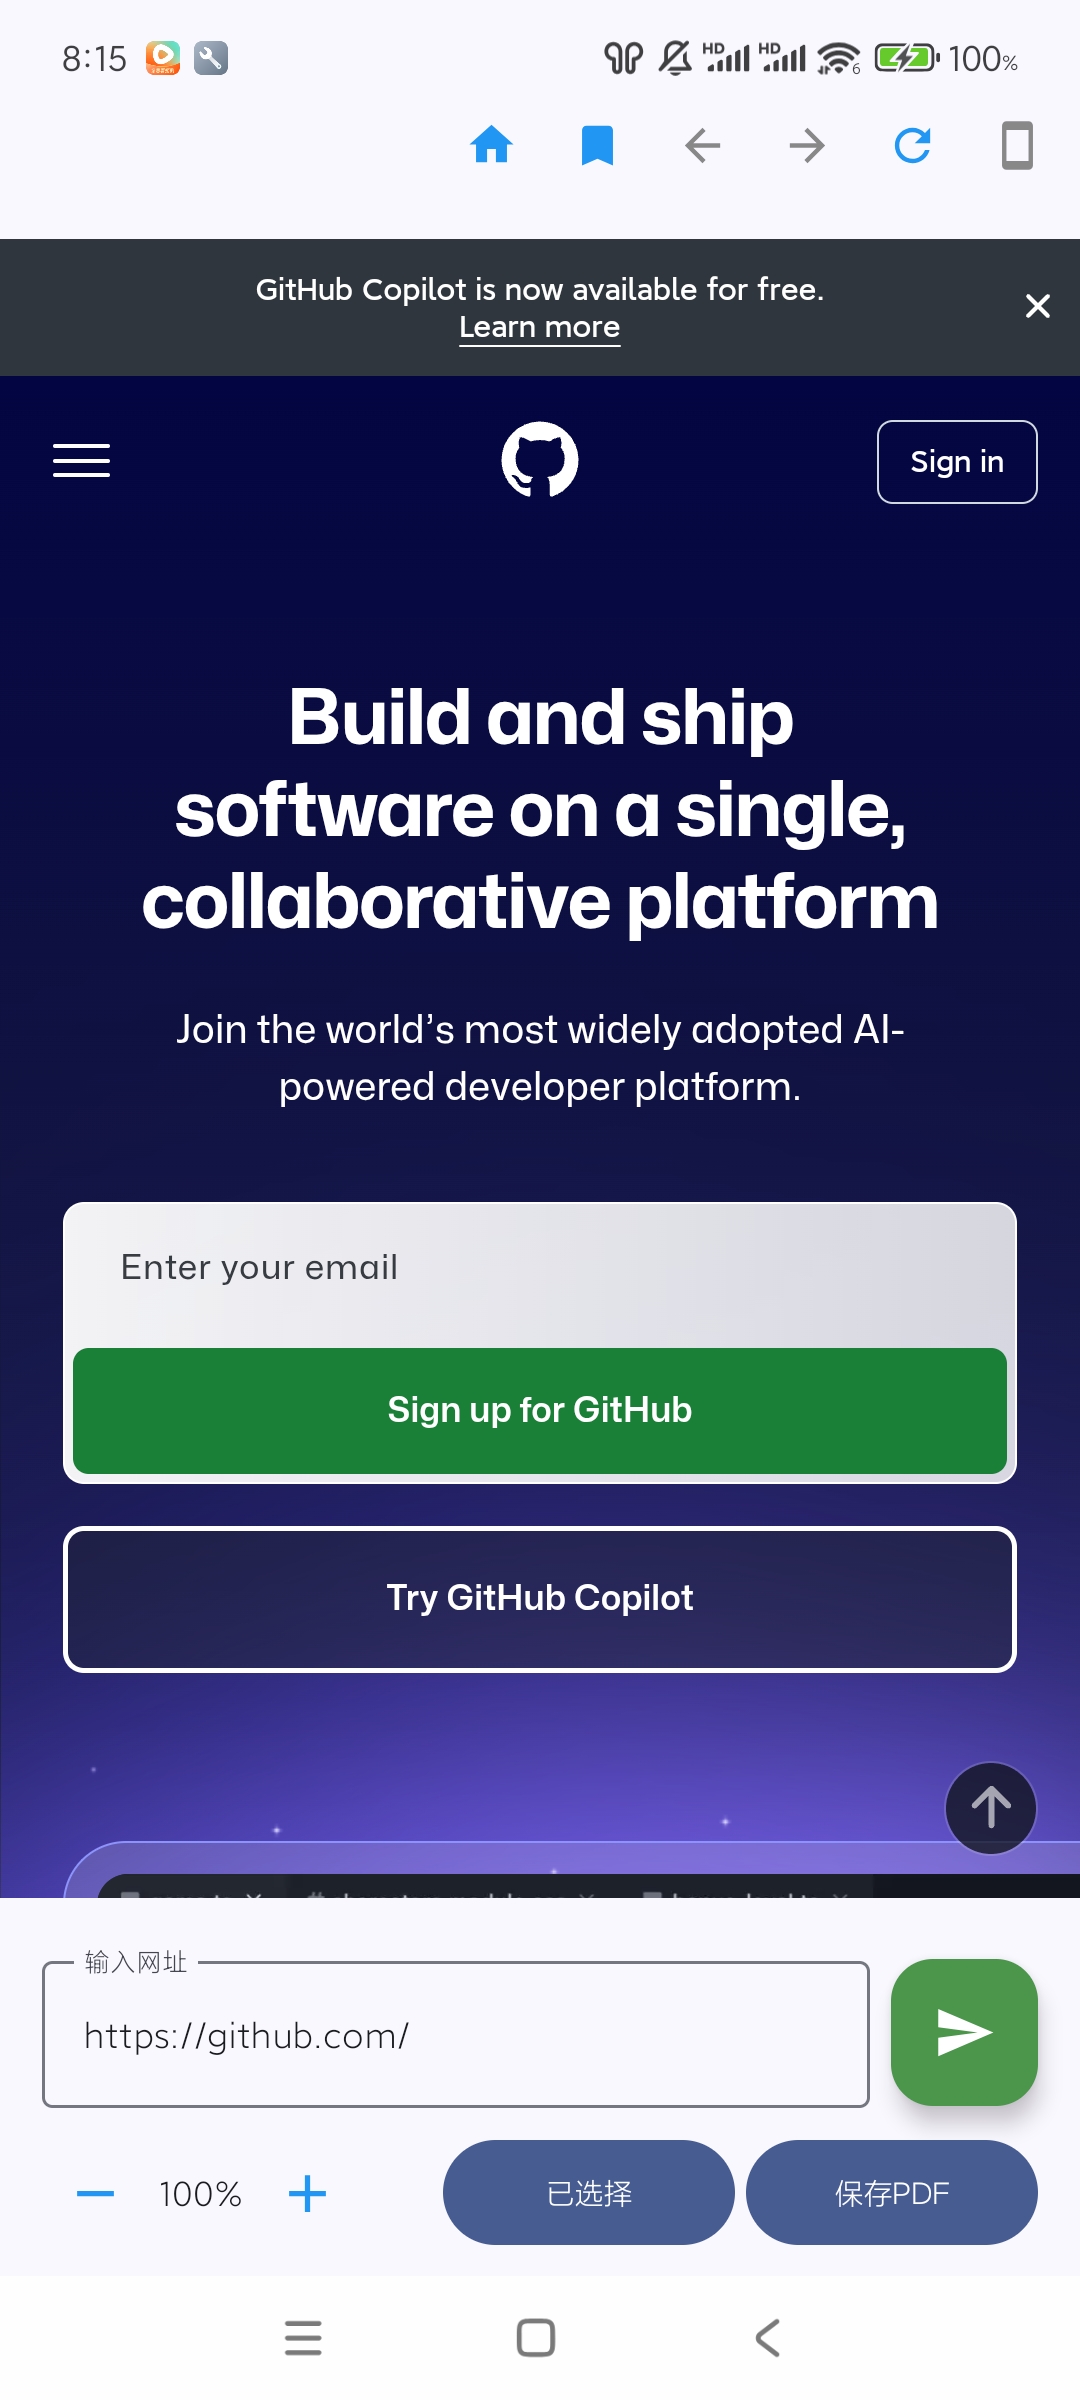 8:15
HD HD 6 100%
GitHub Copilot is now available for free.
Learn more
Sign in
Build and ship
software on a single,
collaborative platform
Join the world’s most widely adopted AI-
powered developer platform.
Enter your email
Sign up for GitHub
Try GitHub Copilot
输入网址
https://github.com/
100%
已选择
保存PDF